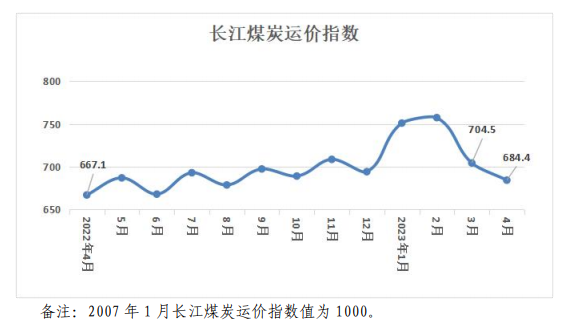 长江煤炭运价指数
800
750
700
650
667.1
704.5
684.4
2022年4月
5月
6月
7月
8月
9月
10月
11月
12月
2023年1月
2月
3月
4月
备注：2007年1月长江煤炭运价指数值为1000。